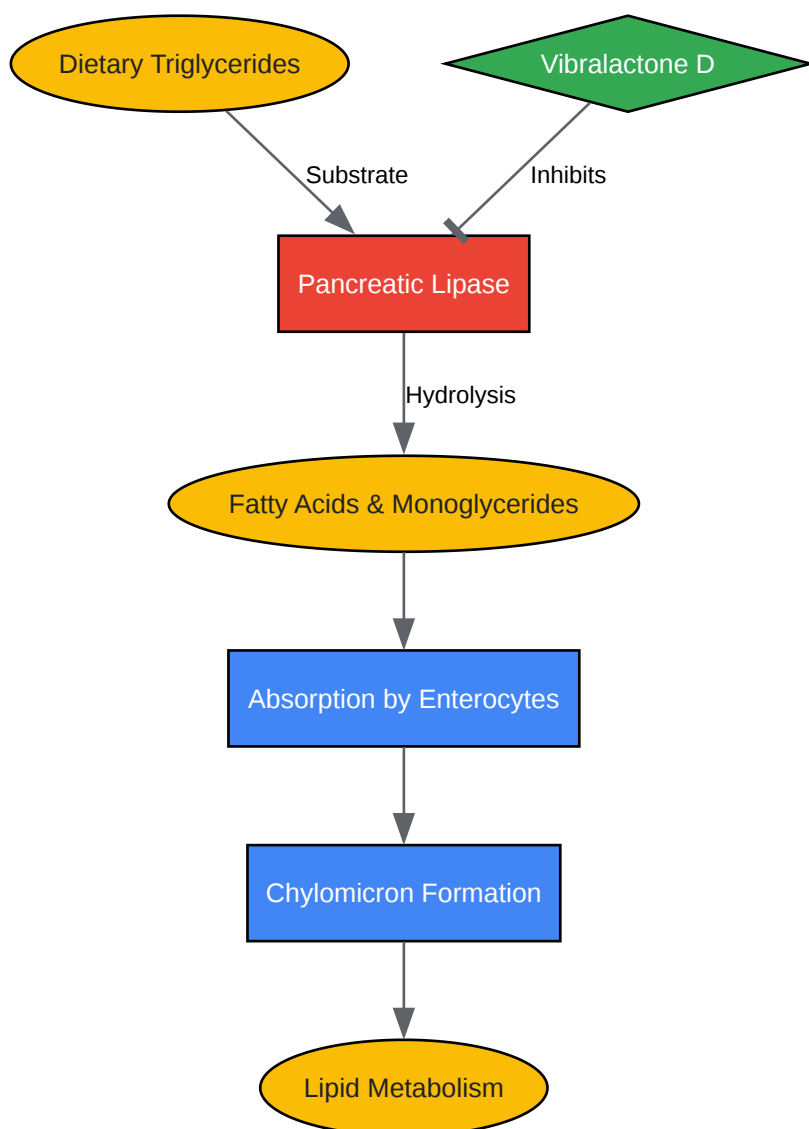 Dietary Triglycerides
Vibralactone D
Substrate
Inhibits
Pancreatic Lipase
Hydrolysis
Fatty Acids & Monoglycerides
Absorption by Enterocytes
Chylomicron Formation
Lipid Metabolism